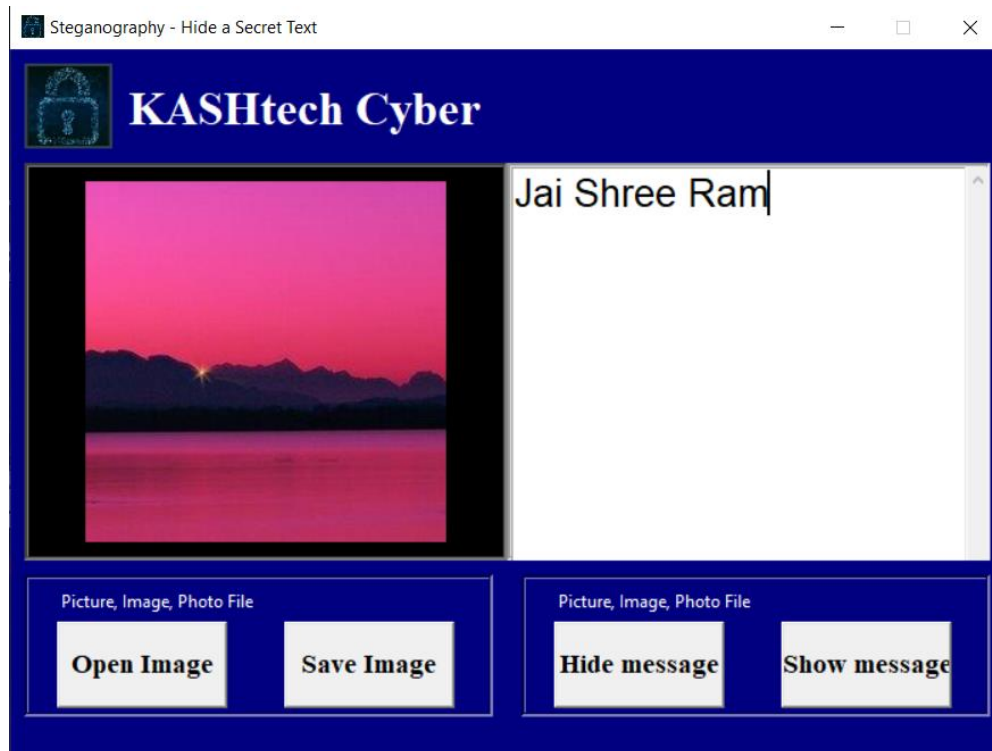 Steganography - Hide a Secret Text
KASHtech Cyber
Jai Shree Ram
Picture, Image, Photo File
Open Image
Save Image
Picture, Image, Photo File
Hide message
Show message